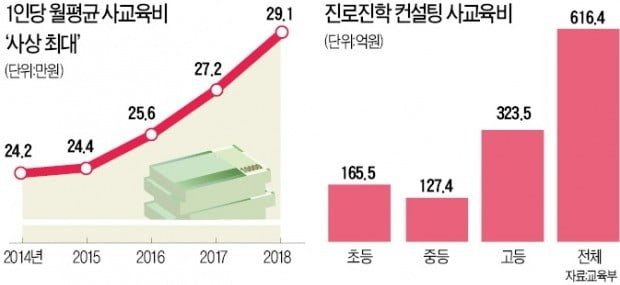 1인당 월평균 사교육비
‘사상 최대’
(단위:만원)
24.2
24.4
25.6
27.2
29.1
10000
2014년
2015
2016
2017
2018
진로진학 컨설팅 사교육비
(단위:억원)
165.5
127.4
323.5
616.4
초등
중등
고등
전체
자료:교육부